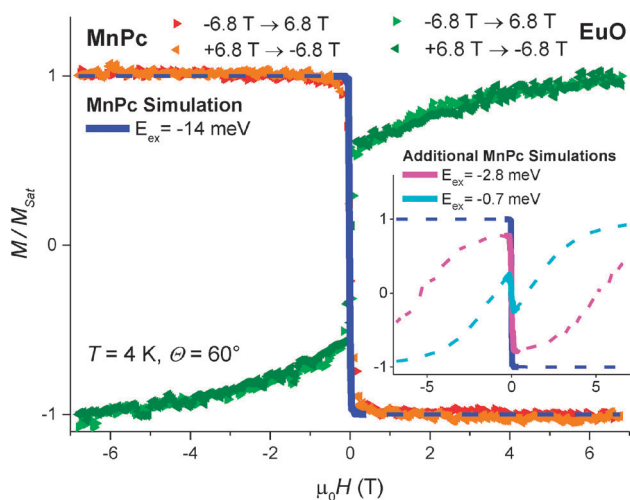 MnPc
-6.8 T → 6.8 T
+6.8 T → -6.8 T
-6.8 T → 6.8 T
+6.8 T → -6.8 T
EuO
MnPc Simulation
E_ex = -14 meV
Additional MnPc Simulations
E_ex = -2.8 meV
E_ex = -0.7 meV
1
0
-1
-5
0
5
T = 4 K, Θ = 60°
M / M_Sat
1
0
-1
-6
-4
-2
0
2
4
6
μ₀H (T)